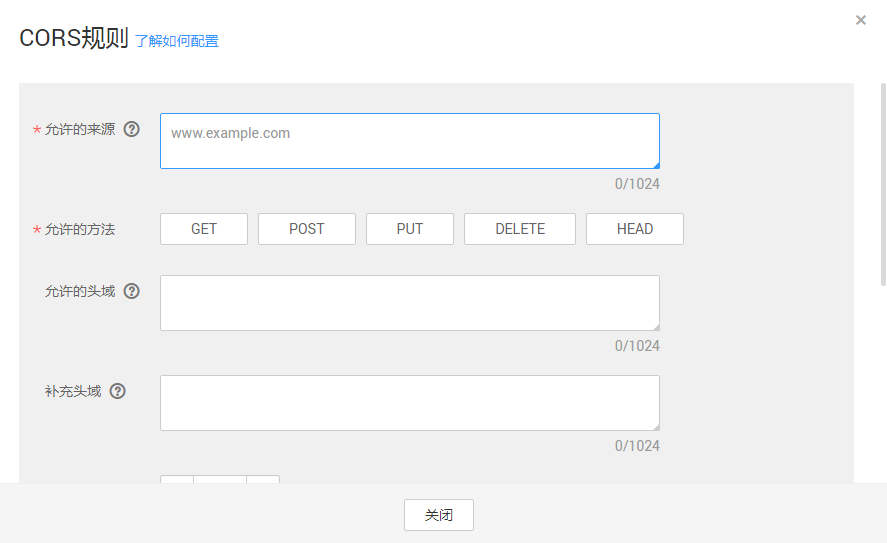 ×
CORS规则 了解如何配置
* 允许的来源 ?
www.example.com
0/1024
* 允许的方法 GET POST PUT DELETE HEAD
允许的头域 ?
0/1024
补充头域 ?
0/1024
关闭